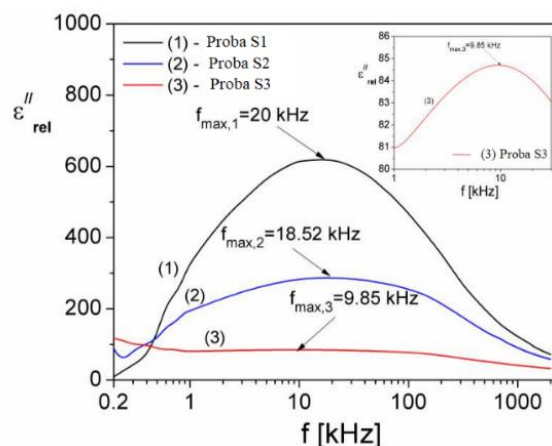 1000
800
600
400
200
0
ε''rel
(1) - Proba S1
(2) - Proba S2
(3) - Proba S3
fmax,1=20 kHz
(1)
fmax,2=18.52 kHz
(2)
fmax,3=9.85 kHz
(3)
0.2 1 10 100 1000
f [kHz]
86
85
84
83
82
81
80
ε''rel
fmax,3=9.85 kHz
(3)
(3) Proba S3
1 10
f [kHz]